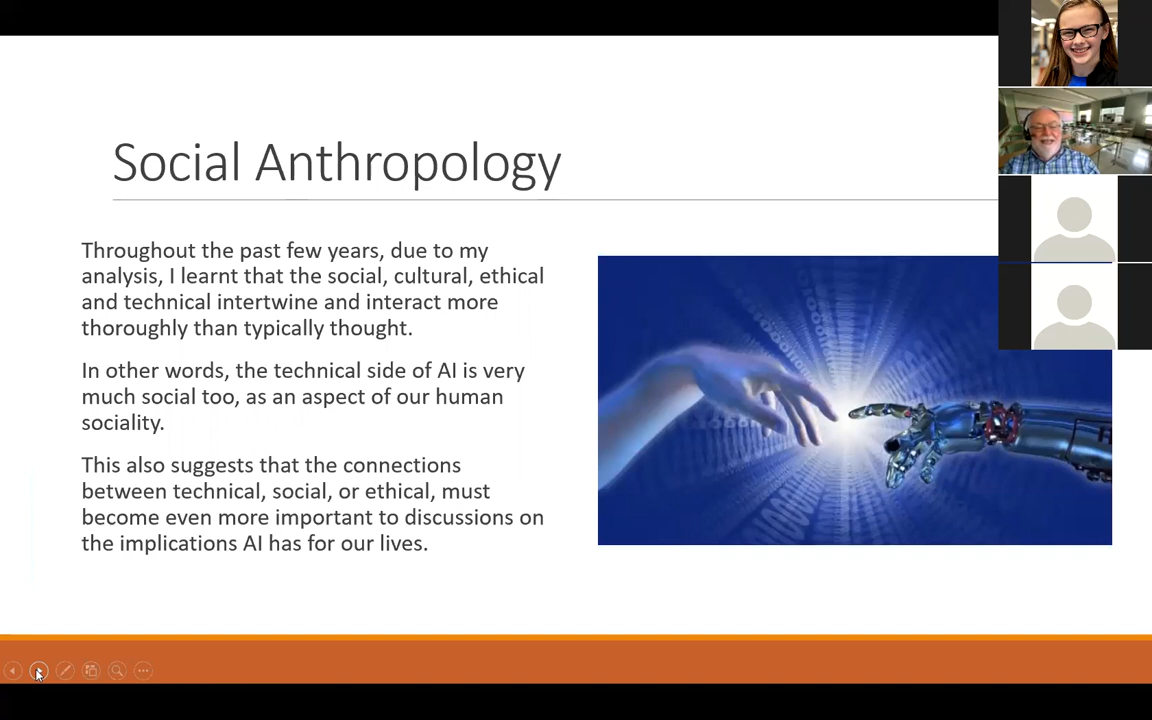 Social Anthropology
Throughout the past few years, due to my
analysis, I learnt that the social, cultural, ethical
and technical intertwine and interact more
thoroughly than typically thought.
In other words, the technical side of AI is very
much social too, as an aspect of our human
sociality.
This also suggests that the connections
between technical, social, or ethical, must
become even more important to discussions on
the implications AI has for our lives.